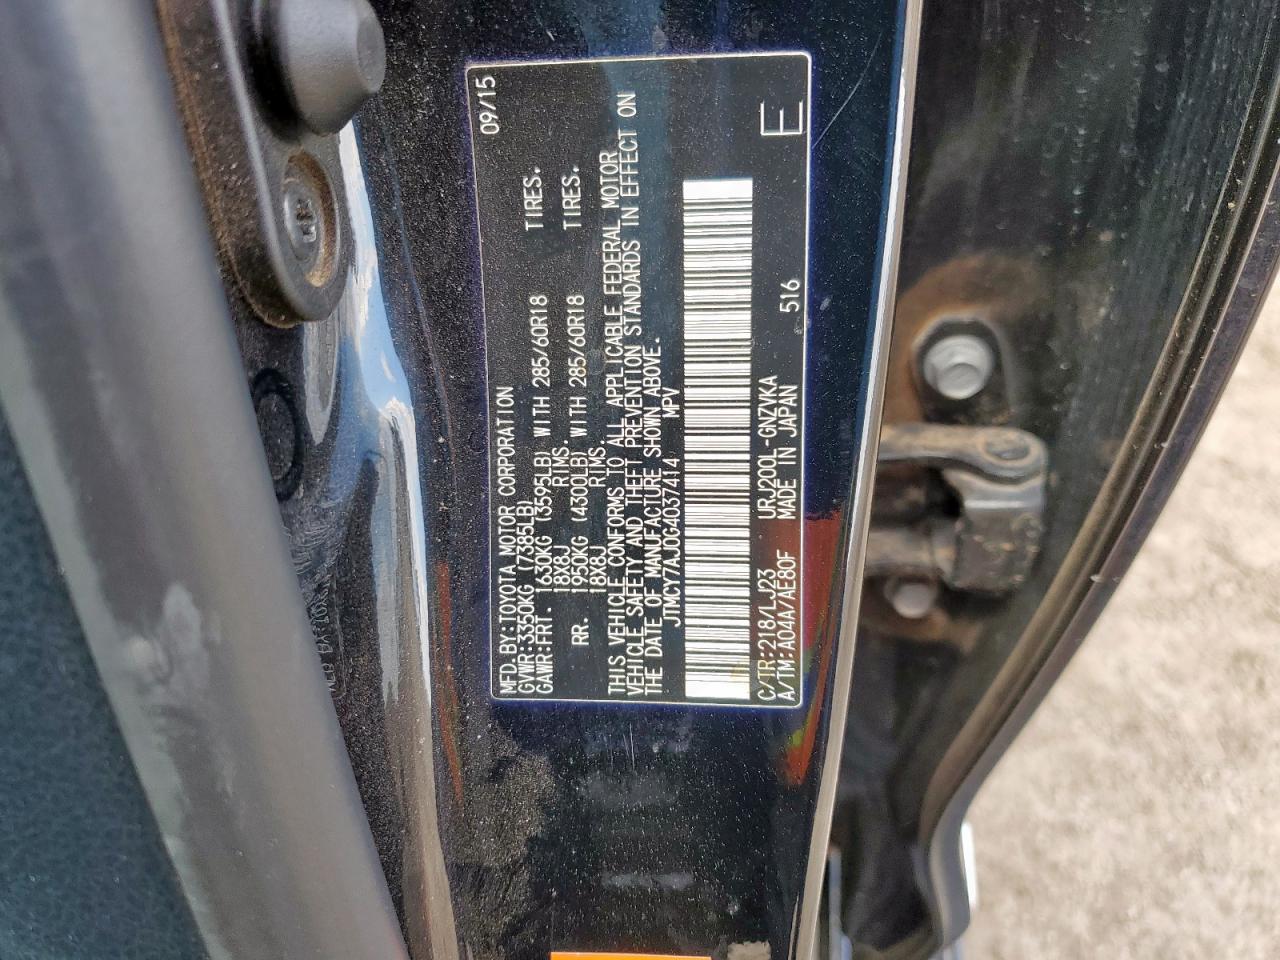 MFD.BY:TOYOTA MOTOR CORPORATION 09/15
GVWR:3350KG (7385LB)
GAWR:FRT. 1630KG (3595LB) WITH 285/60R18 TIRES.
18X8J RIMS.
RR. 1950KG (4300LB) WITH 285/60R18 TIRES.
18X8J RIMS.
THIS VEHICLE CONFORMS TO ALL APPLICABLE FEDERAL MOTOR
VEHICLE SAFETY AND THEFT PREVENTION STANDARDS IN EFFECT ON
THE DATE OF MANUFACTURE SHOWN ABOVE.
JTMCY7AJ0G4037414 MPV
C/TR:218/LJ23 URJ200L-GNZVKA
A/TM:A04A/AE80F MADE IN JAPAN 516
E